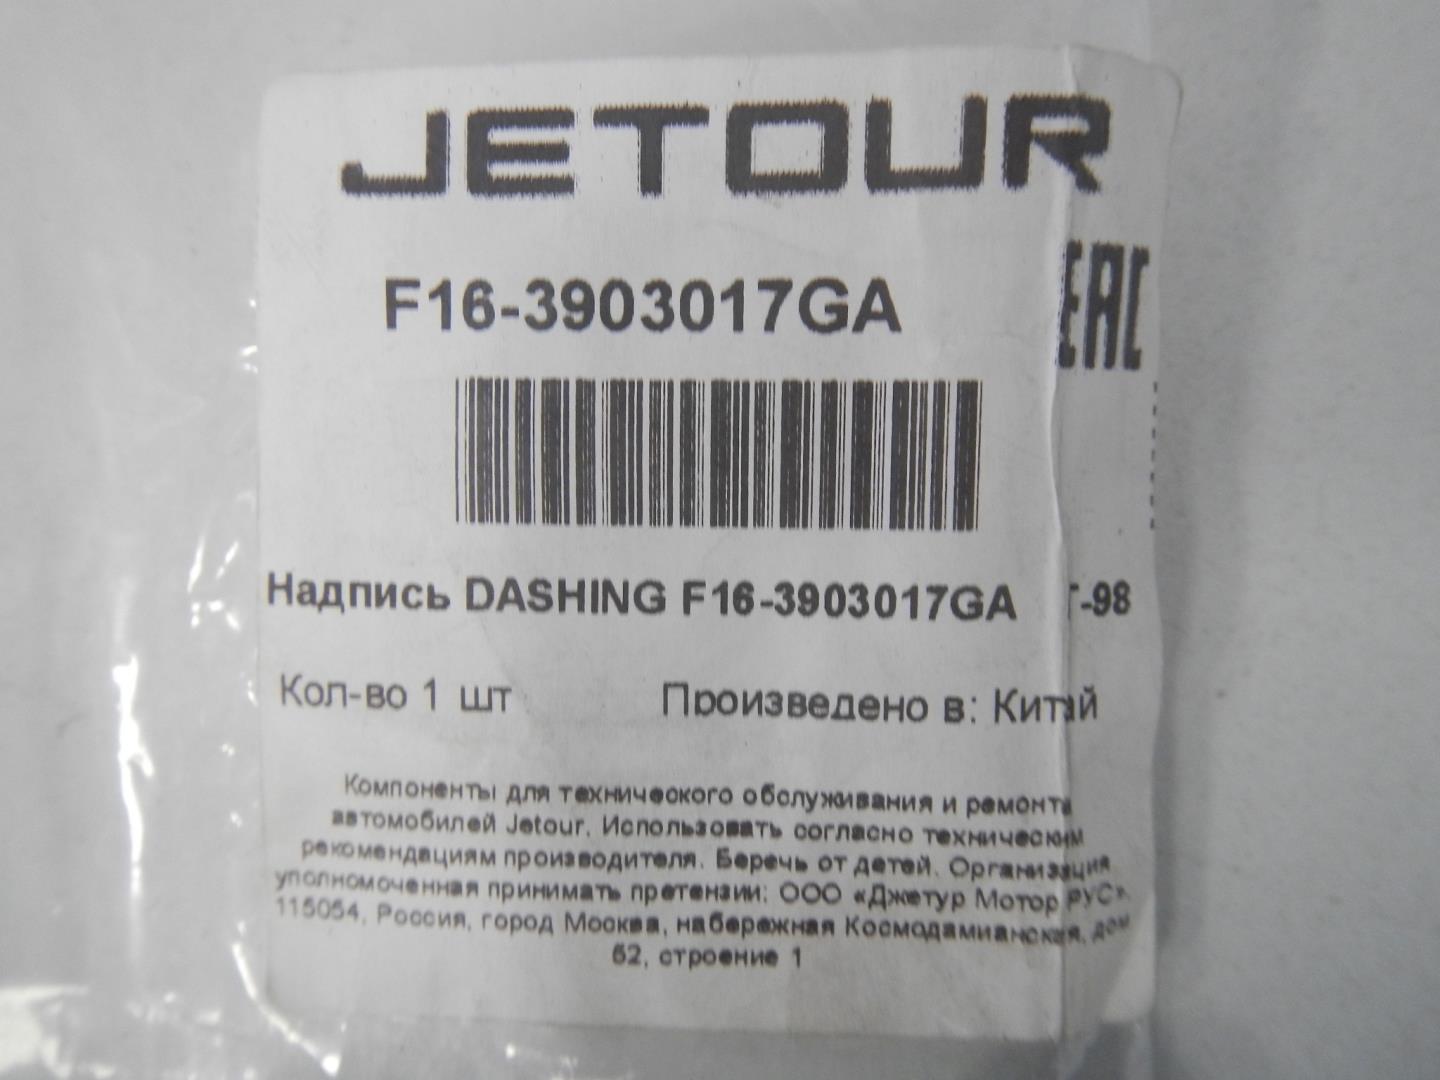 JETOUR
EAC
F16-3903017GA
Надпись DASHING F16-3903017GA T-98
Кол-во 1 шт Произведено в: Китай
Компоненты для технического обслуживания и ремонта
автомобилей Jetour. Использовать согласно техническим
рекомендациям производителя. Беречь от детей. Организация
уполномоченная принимать претензии: ООО «Джетур Мотор РУС».
115054, Россия, город Москва, набережная Космодамианская, дом
52, строение 1